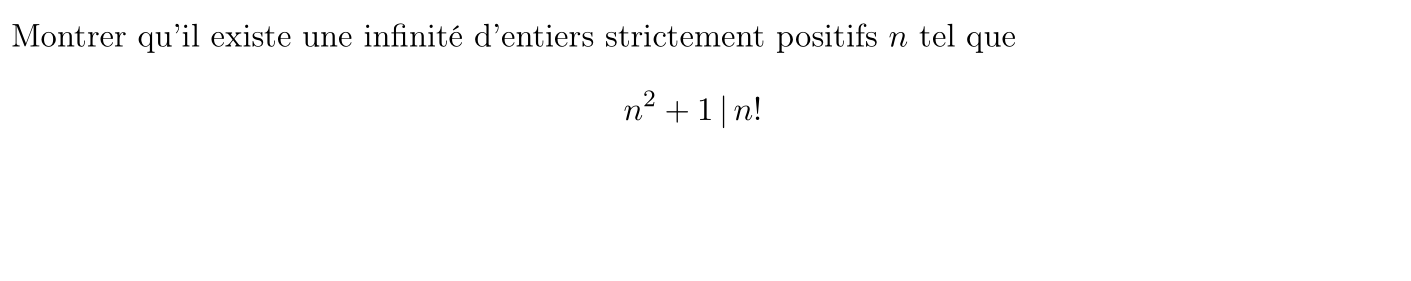 Montrer qu'il existe une infinité d'entiers strictement positifs n tel que
n² + 1 | n!